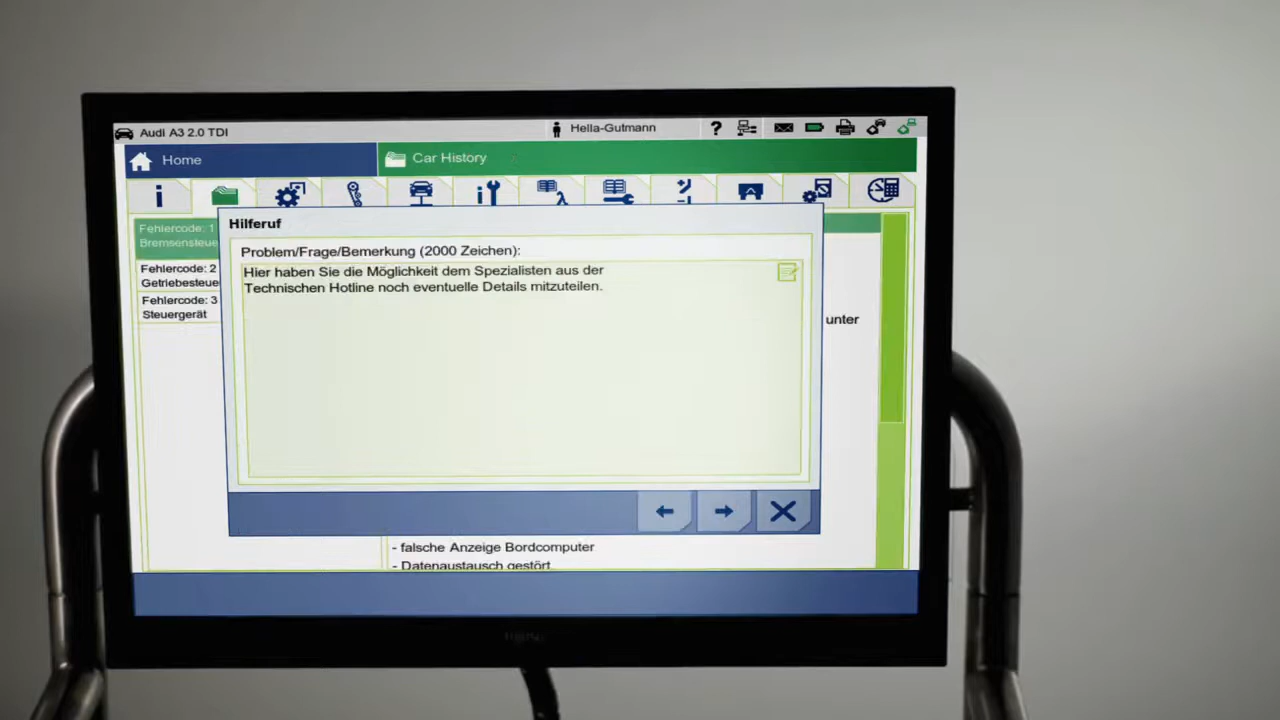 Audi A3 2.0 TDI
Hella-Gutmann
?
Home
Car History
Fehlercode: 1
Bremsensteue
Fehlercode: 2
Getriebesteue
Fehlercode: 3
Steuergerät
Hilferuf
Problem/Frage/Bemerkung (2000 Zeichen):
Hier haben Sie die Möglichkeit dem Spezialisten aus der
Technischen Hotline noch eventuelle Details mitzuteilen.
unter
- falsche Anzeige Bordcomputer
- Datenaustausch gestört